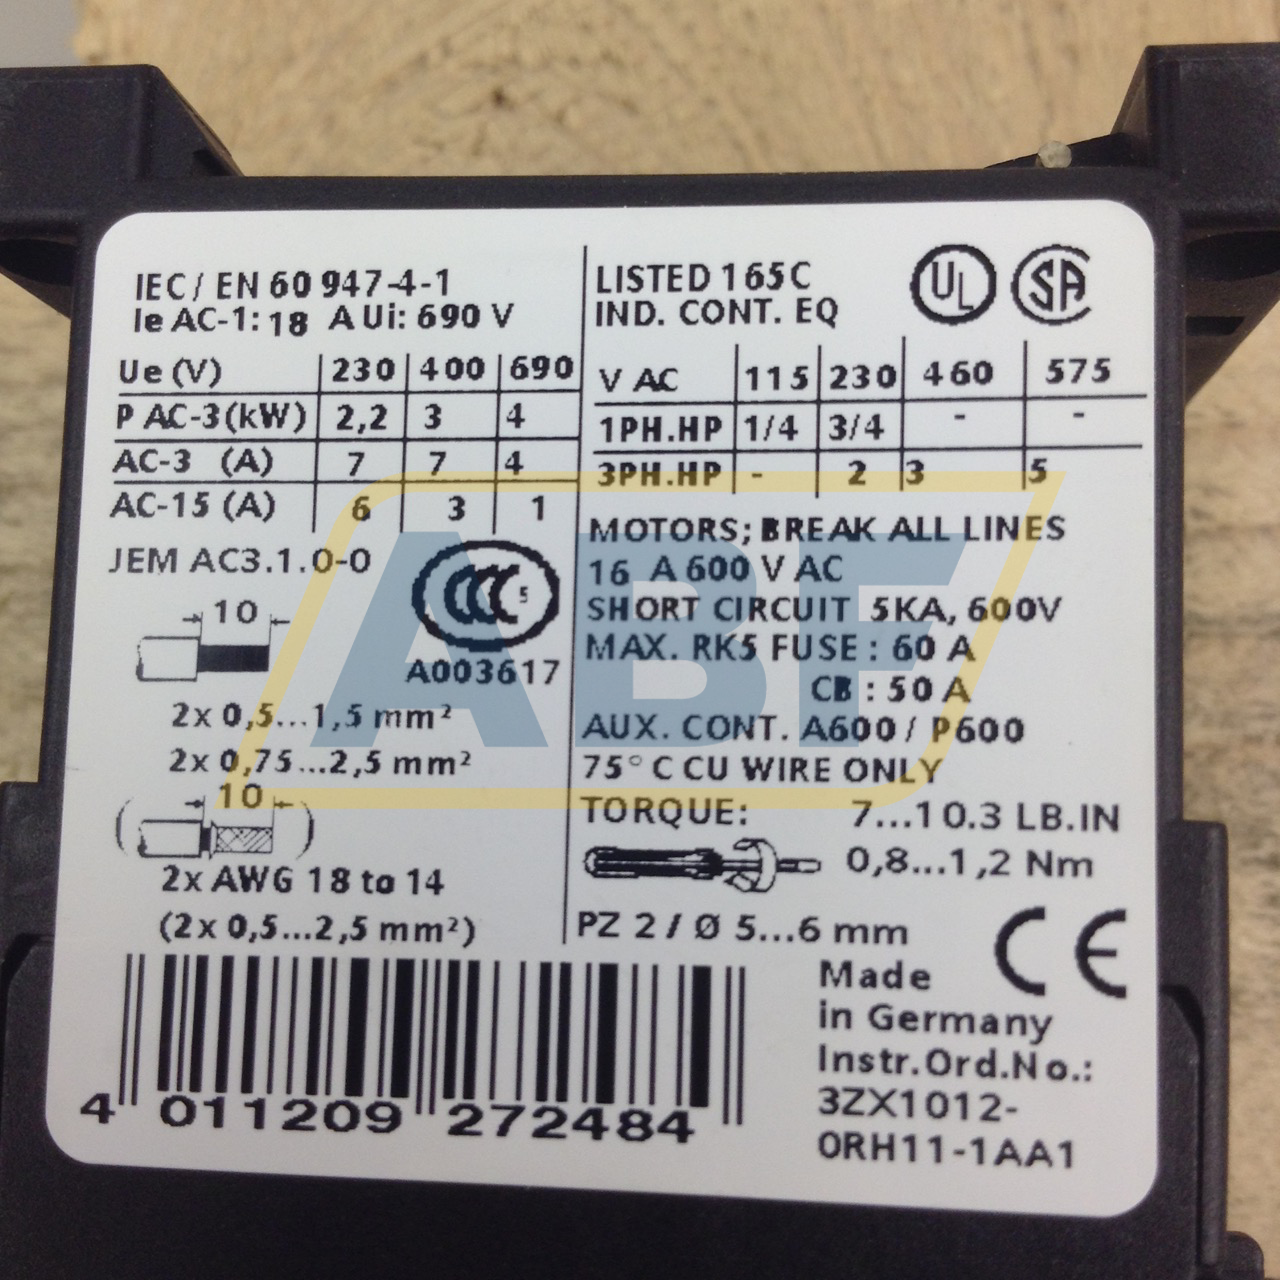 IEC/ EN 60 947-4-1
Ie AC-1: 18 A Ui: 690 V
Ue (V) 230 400 690
P AC-3(kW) 2,2 3 4
AC-3 (A) 7 7 4
AC-15 (A) 6 3 1
JEM AC3.1.0-0
5
A003617
10
2x 0,5...1,5 mm²
2x 0,75...2,5 mm²
10
2x AWG 18 to 14
(2x 0,5...2,5 mm²)
LISTED 165C
IND. CONT. EQ
UL
SA
V AC 115 230 460 575
1PH.HP 1/4 3/4 - -
3PH.HP - 2 3 5
MOTORS; BREAK ALL LINES
16 A 600 V AC
SHORT CIRCUIT 5KA, 600V
MAX. RK5 FUSE : 60 A
CB : 50 A
AUX. CONT. A600 / P600
75° C CU WIRE ONLY
TORQUE: 7...10.3 LB.IN
0,8...1,2 Nm
PZ 2 / Ø 5...6 mm
CE
Made
in Germany
Instr.Ord.No.:
3ZX1012-
0RH11-1AA1
4 011209 272484
ABF